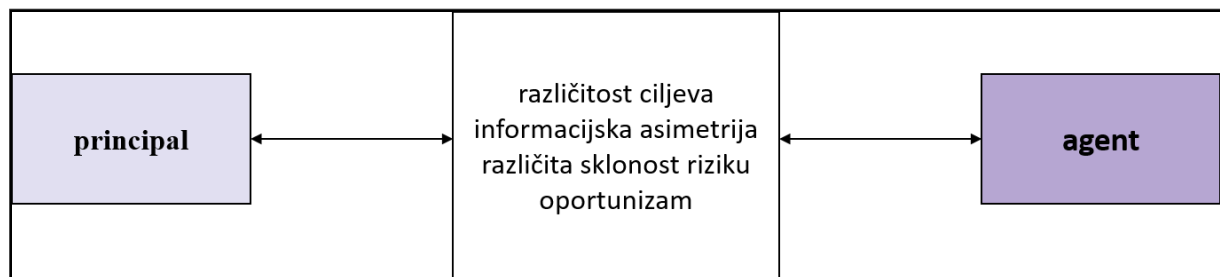 principal
različitost ciljeva
informacijska asimetrija
različita sklonost riziku
oportunizam
agent